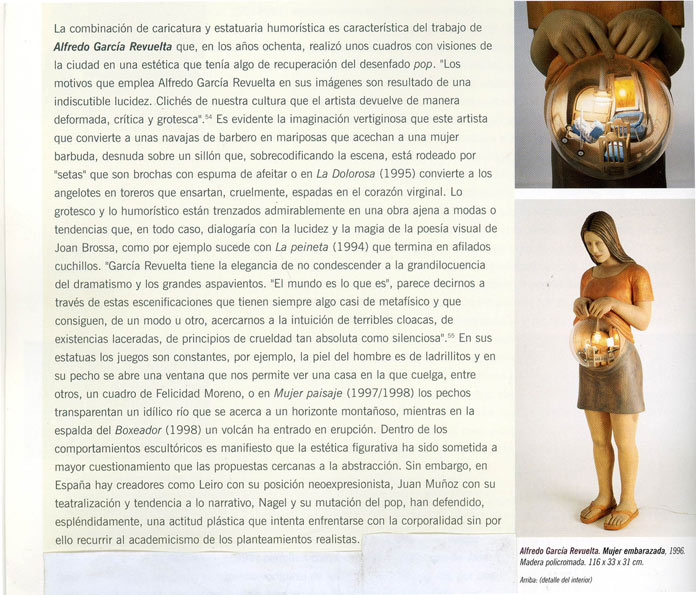 La combinación de caricatura y estatuaria humorística es característica del trabajo de
Alfredo García Revuelta que, en los años ochenta, realizó unos cuadros con visiones de
la ciudad en una estética que tenía algo de recuperación del desenfado pop. "Los
motivos que emplea Alfredo García Revuelta en sus imágenes son resultado de una
indiscutible lucidez. Clichés de nuestra cultura que el artista devuelve de manera
deformada, crítica y grotesca".54 Es evidente la imaginación vertiginosa que este artista
que convierte a unas navajas de barbero en mariposas que acechan a una mujer
barbuda, desnuda sobre un sillón que, sobrecodificando la escena, está rodeado por
"setas" que son brochas con espuma de afeitar o en La Dolorosa (1995) convierte a los
angelotes en toreros que ensartan, cruelmente, espadas en el corazón virginal. Lo
grotesco y lo humorístico están trenzados admirablemente en una obra ajena a modas o
tendencias que, en todo caso, dialogaría con la lucidez y la magia de la poesía visual de
Joan Brossa, como por ejemplo sucede con La peineta (1994) que termina en afilados
cuchillos. "García Revuelta tiene la elegancia de no condescender a la grandilocuencia
del dramatismo y los grandes aspavientos. "El mundo es lo que es", parece decirnos a
través de estas escenificaciones que tienen siempre algo casi de metafísico y que
consiguen, de un modo u otro, acercarnos a la intuición de terribles cloacas, de
existencias laceradas, de principios de crueldad tan absoluta como silenciosa".55 En sus
estatuas los juegos son constantes, por ejemplo, la piel del hombre es de ladrillitos y en
su pecho se abre una ventana que nos permite ver una casa en la que cuelga, entre
otros, un cuadro de Felicidad Moreno, o en Mujer paisaje (1997/1998) los pechos
transparentan un idílico río que se acerca a un horizonte montañoso, mientras en la
espalda del Boxeador (1998) un volcán ha entrado en erupción. Dentro de los
comportamientos escultóricos es manifiesto que la estética figurativa ha sido sometida a
mayor cuestionamiento que las propuestas cercanas a la abstracción. Sin embargo, en
España hay creadores como Leiro con su posición neoexpresionista, Juan Muñoz con su
teatralización y tendencia a lo narrativo, Nagel y su mutación del pop, han defendido,
espléndidamente, una actitud plástica que intenta enfrentarse con la corporalidad sin por
ello recurrir al academicismo de los planteamientos realistas.
Alfredo García Revuelta. Mujer embarazada, 1996.
Madera policromada. 116 x 33 x 31 cm.
Arriba: (detalle del interior)